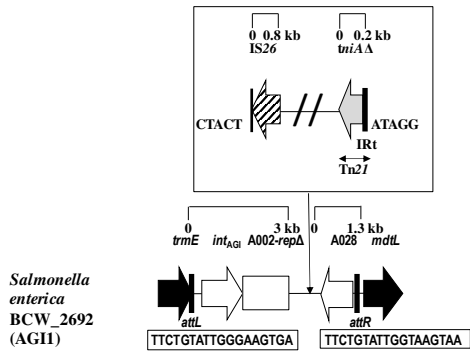 0 0.8 kb 0 0.2 kb
IS26 tniAΔ
CTACT ATAGG
IRt
Tn21
0 3 kb 0 1.3 kb
trmE intAGI A002-repΔ A028 mdtL
Salmonella
enterica
BCW_2692
(AGI1)
attL attR
TTCTGTATTGGGAAGTGA TTCTGTATTGGTAAGTAA